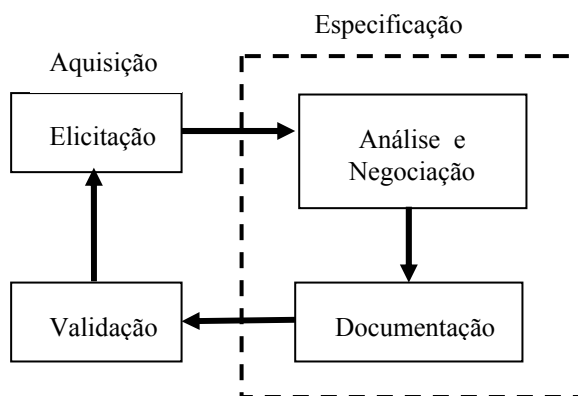 Especificação
Aquisição
Elicitação
Análise e
Negociação
Validação
Documentação